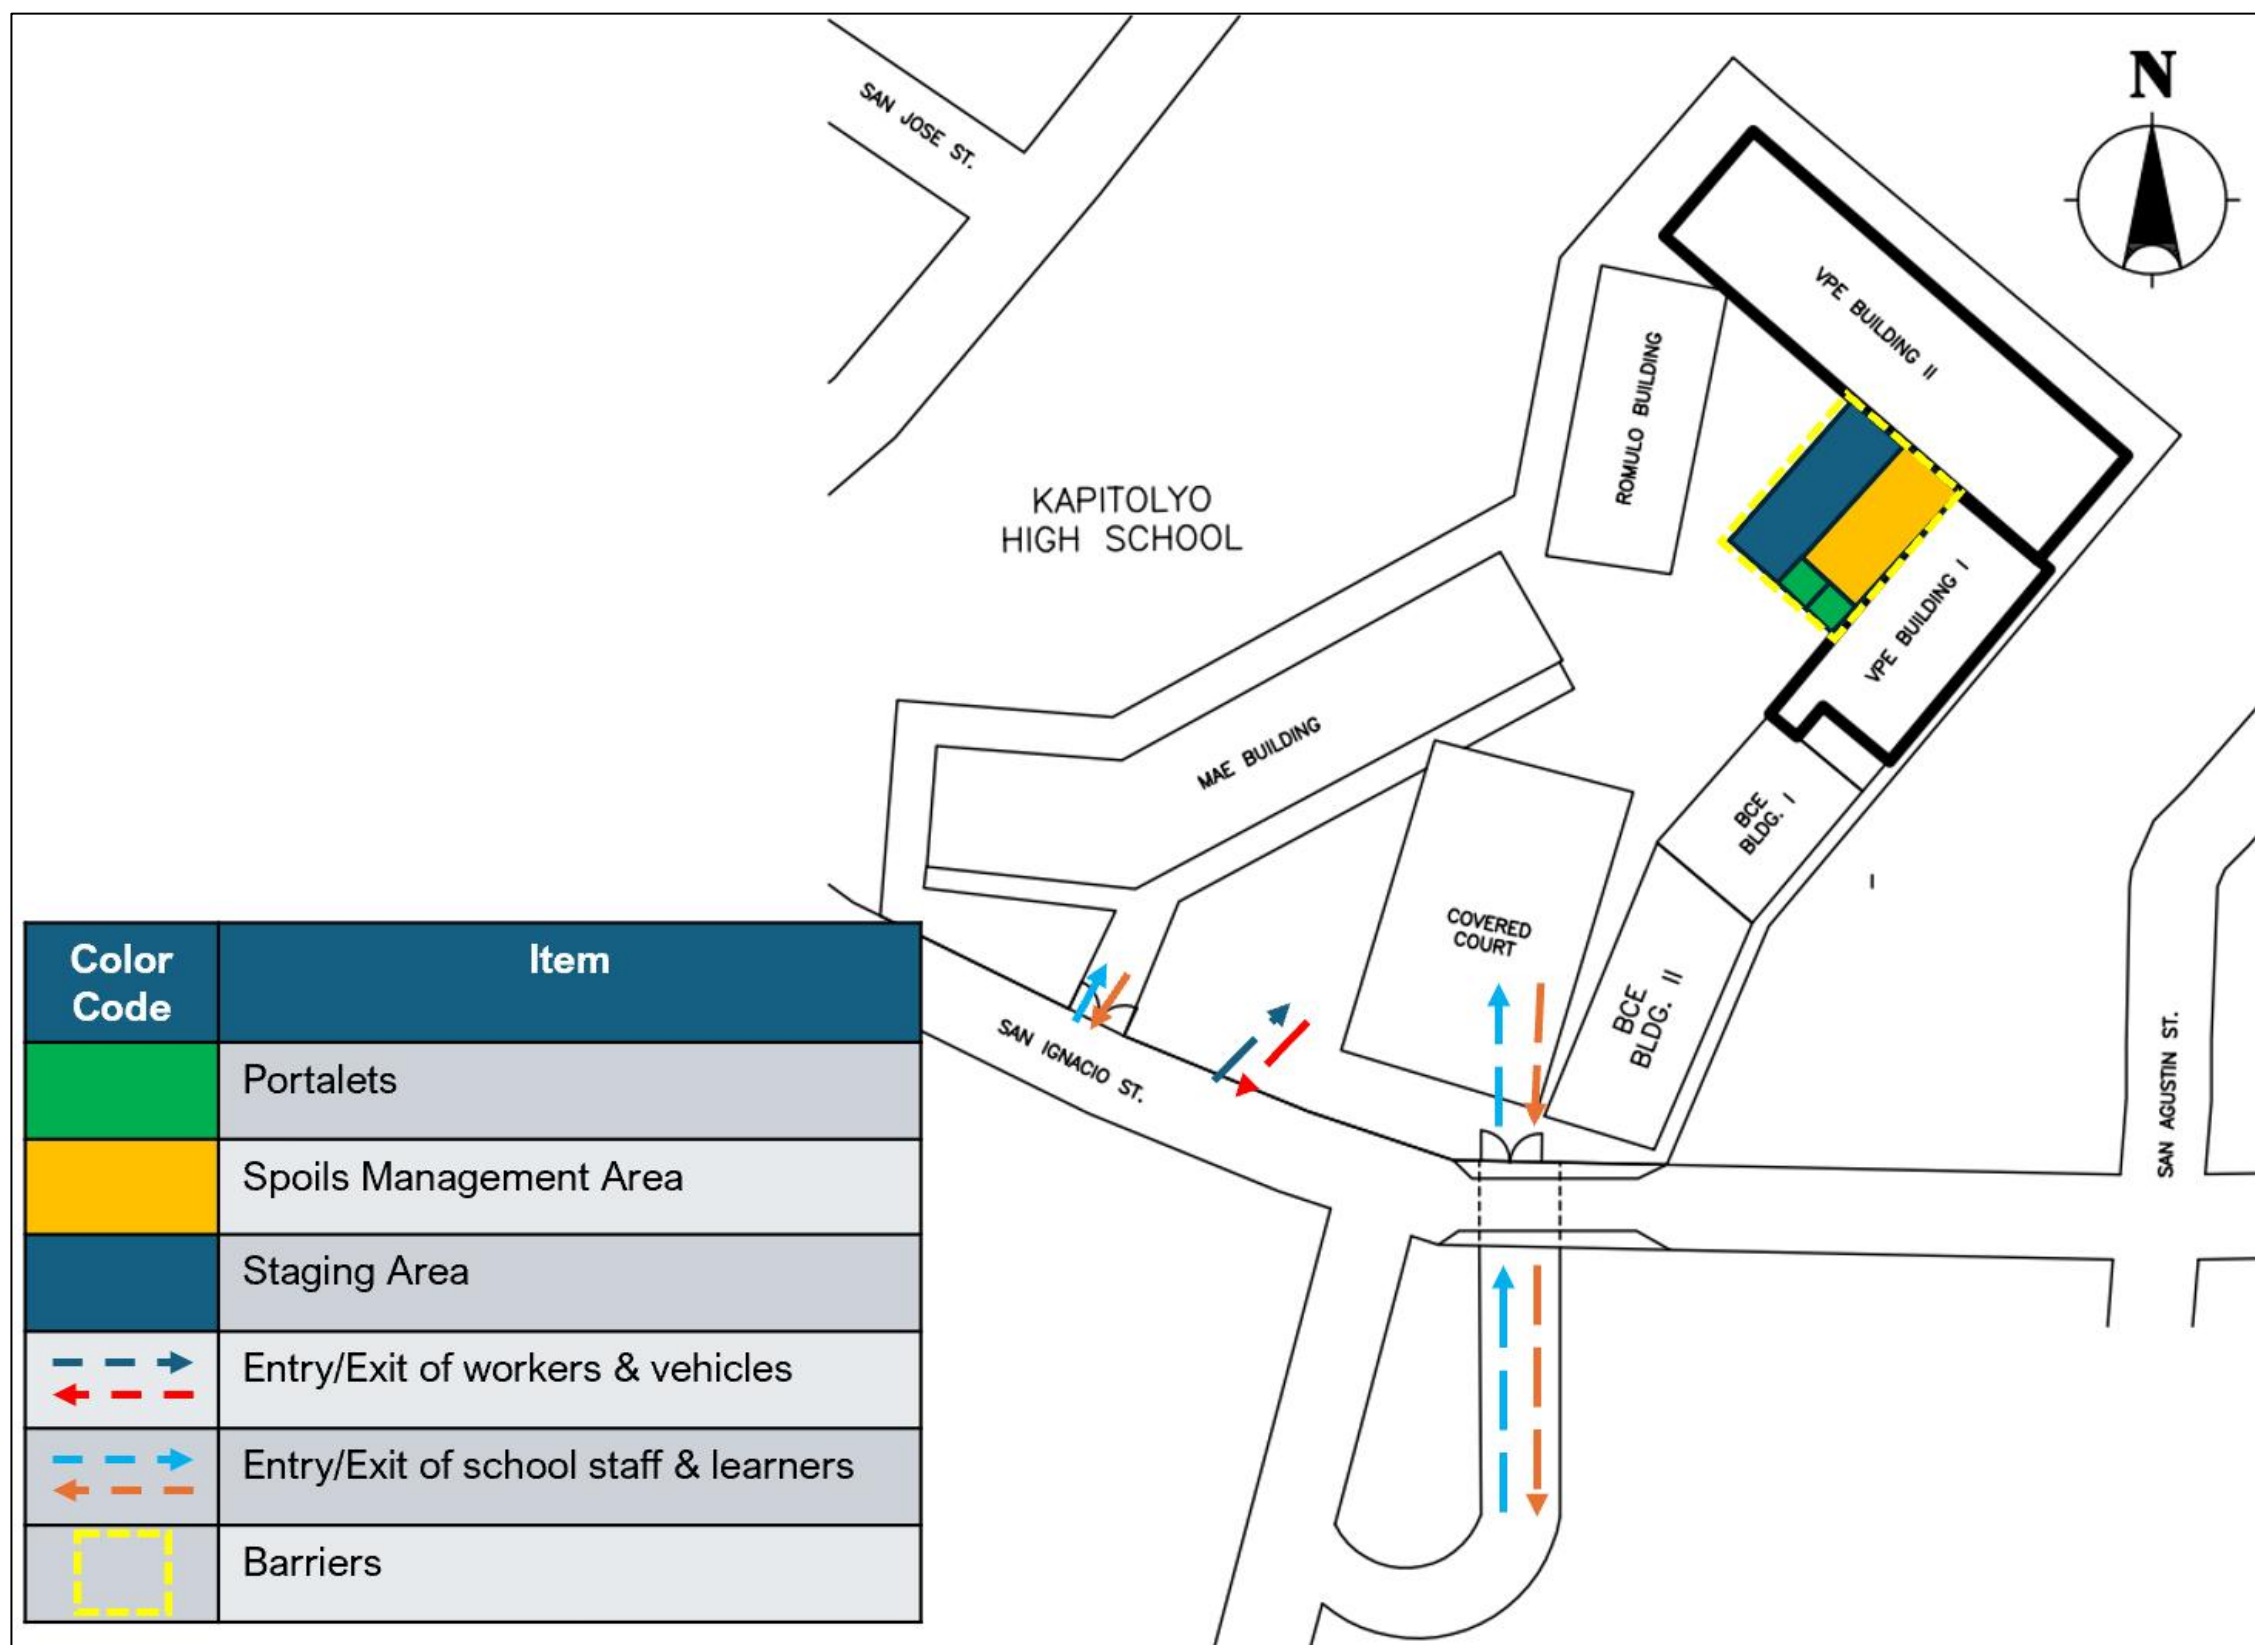 N
SAN JOSE ST.
VPE BUILDING II
ROMULO BUILDING
KAPITOLYO
HIGH SCHOOL
VPE BUILDING I
MAE BUILDING
BCE
BLDG. I
COVERED
COURT
BCE
BLDG. II
SAN IGNACIO ST.
SAN AGUSTIN ST.
Color
Code
Item
Portalets
Spoils Management Area
Staging Area
Entry/Exit of workers & vehicles
Entry/Exit of school staff & learners
Barriers